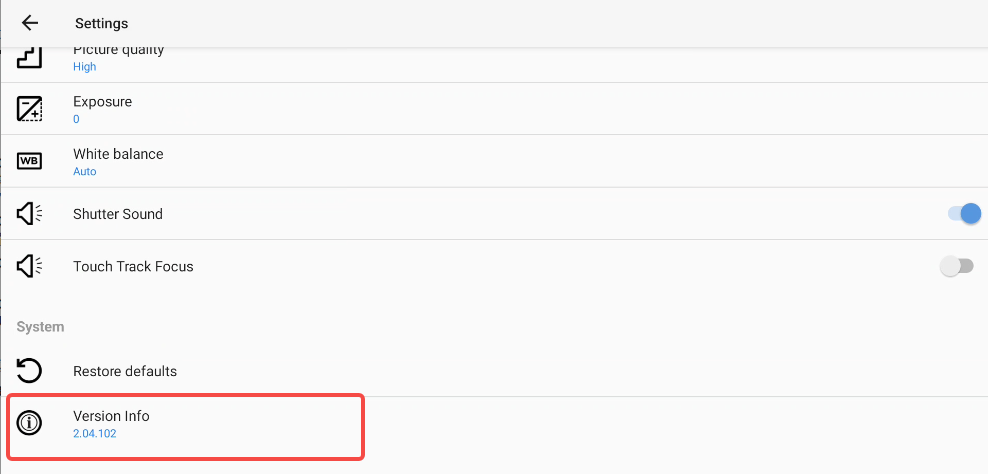 Settings
Picture quality
High
Exposure
0
WB
White balance
Auto
Shutter Sound
Touch Track Focus
System
Restore defaults
Version Info
2.04.102